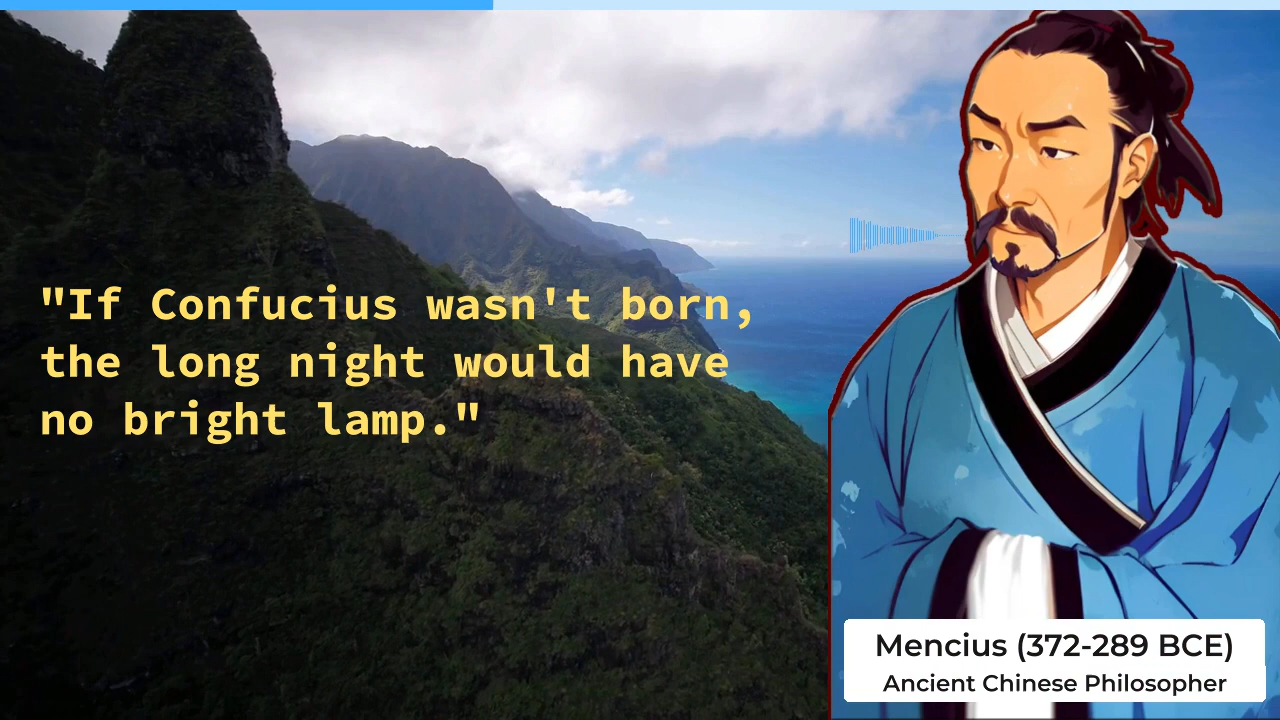 "If Confucius wasn't born,
the long night would have
no bright lamp."
Mencius (372-289 BCE)
Ancient Chinese Philosopher